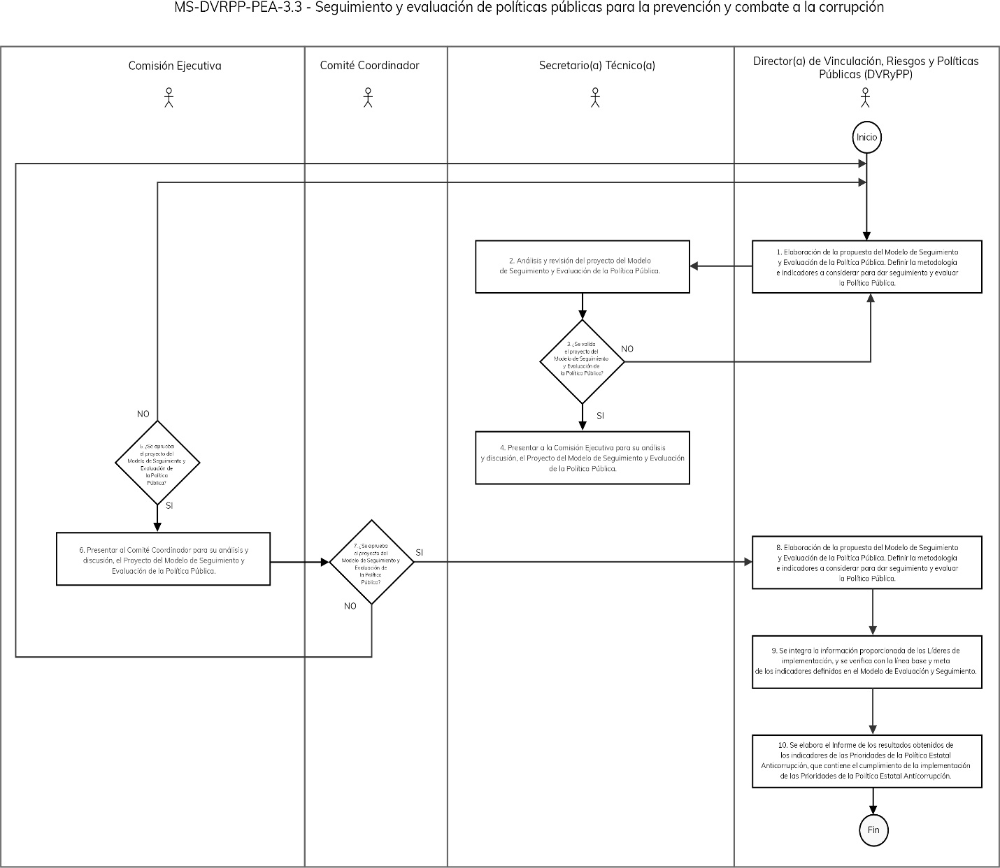 MS-DVRPP-PEA-3.3 - Seguimiento y evaluación de políticas públicas para la prevención y combate a la corrupción
Comisión Ejecutiva
Comité Coordinador
Secretario(a) Técnico(a)
Director(a) de Vinculación, Riesgos y Políticas
Públicas (DVRyPP)
Inicio
1. Elaboración de la propuesta del Modelo de Seguimiento
y Evaluación de la Política Pública. Definir la metodología
e indicadores a considerar para dar seguimiento y evaluar
la Política Pública.
2. Análisis y revisión del proyecto del Modelo
de Seguimiento y Evaluación de la Política Pública.
3. ¿Se valida
el proyecto del
Modelo de Seguimiento
y Evaluación de
la Política Pública?
NO
SI
4. Presentar a la Comisión Ejecutiva para su análisis
y discusión, el Proyecto del Modelo de Seguimiento y Evaluación
de la Política Pública.
NO
5. ¿Se aprueba
el proyecto del
Modelo de Seguimiento y
Evaluación de
la Política
Pública?
SI
6. Presentar al Comité Coordinador para su análisis y
discusión, el Proyecto del Modelo de Seguimiento y
Evaluación de la Política Pública.
7. ¿Se aprueba
el proyecto del
Modelo de Seguimiento y
Evaluación de
la Política
Pública?
SI
NO
8. Elaboración de la propuesta del Modelo de Seguimiento
y Evaluación de la Política Pública. Definir la metodología
e indicadores a considerar para dar seguimiento y evaluar
la Política Pública.
9. Se integra la información proporcionada de los Líderes de
implementación, y se verifica con la línea base y meta
de los indicadores definidos en el Modelo de Evaluación y Seguimiento.
10. Se elabora el Informe de los resultados obtenidos de
los indicadores de las Prioridades de la Política Estatal
Anticorrupción, que contiene el cumplimiento de la implementación
de las Prioridades de la Política Estatal Anticorrupción.
Fin